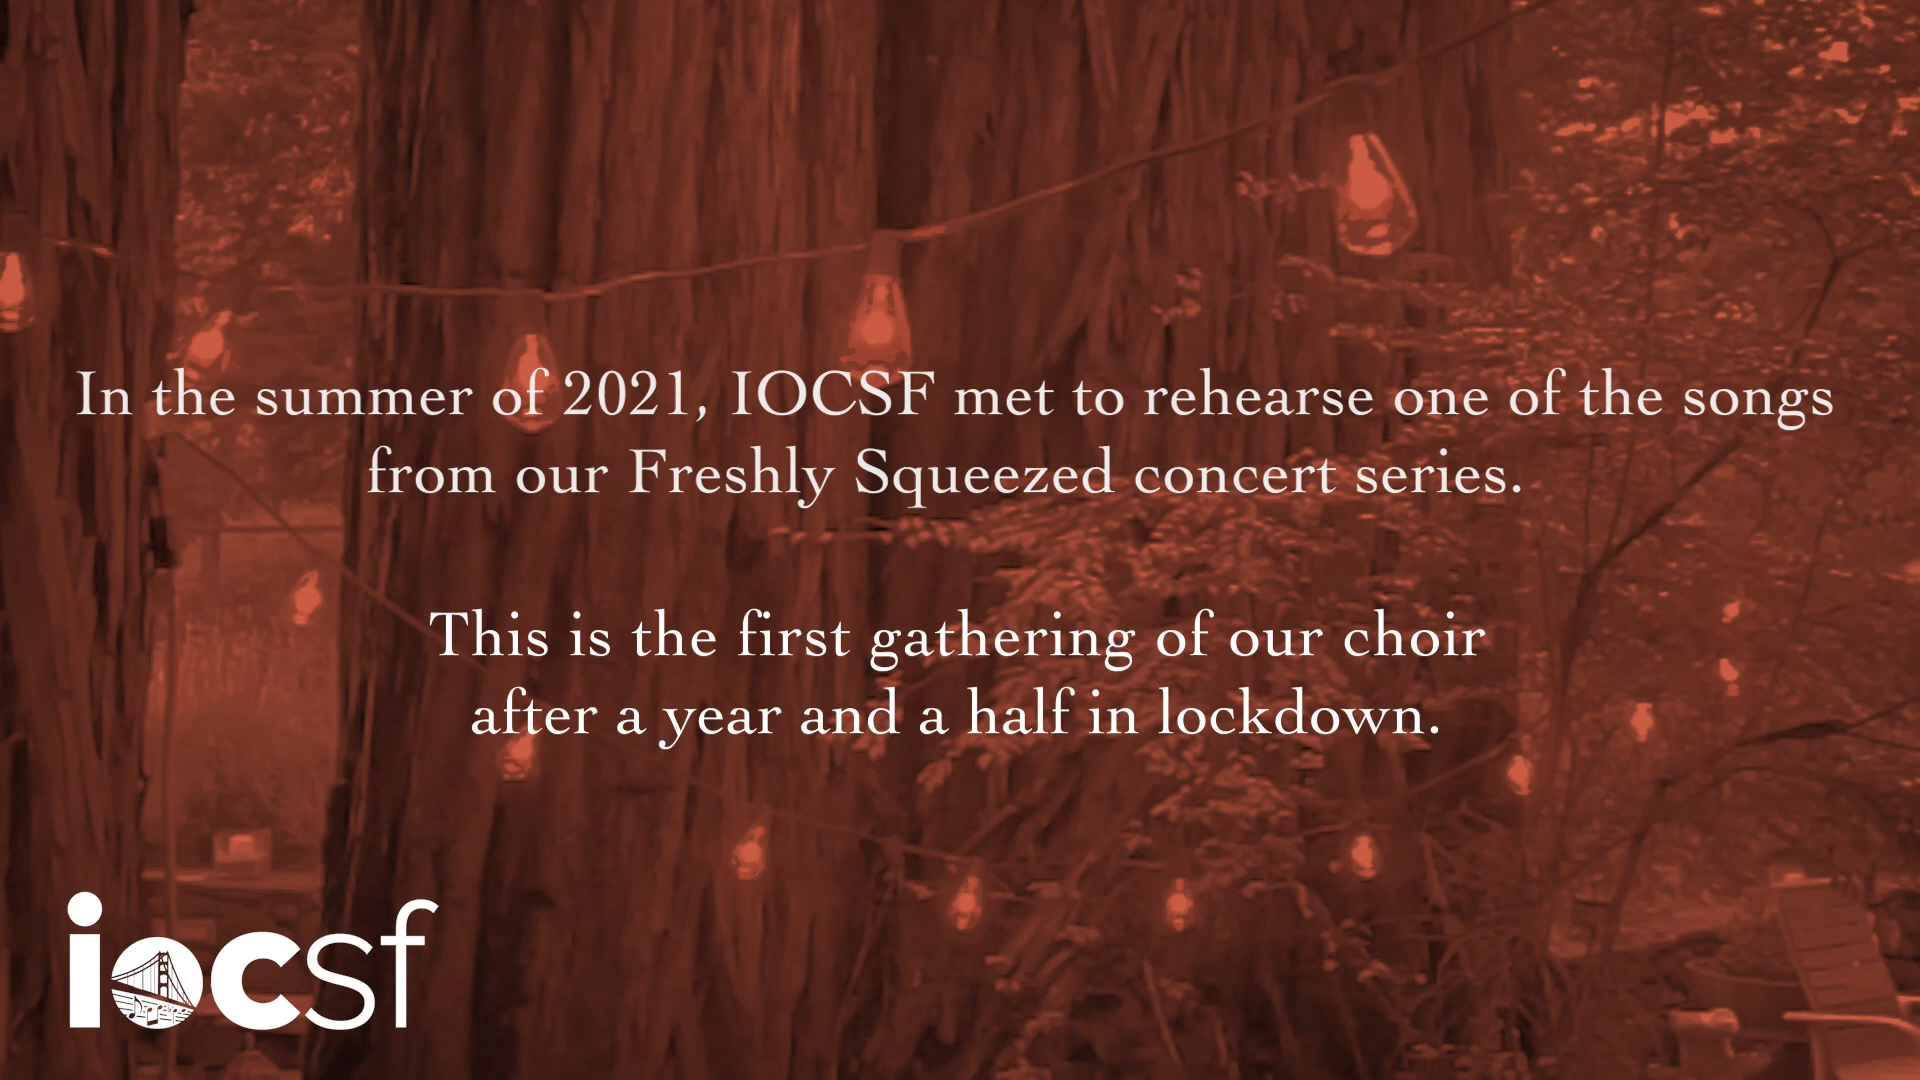 In the summer of 2021, IOCSF met to rehearse one of the songs
from our Freshly Squeezed concert series.
This is the first gathering of our choir
after a year and a half in lockdown.
iocsf